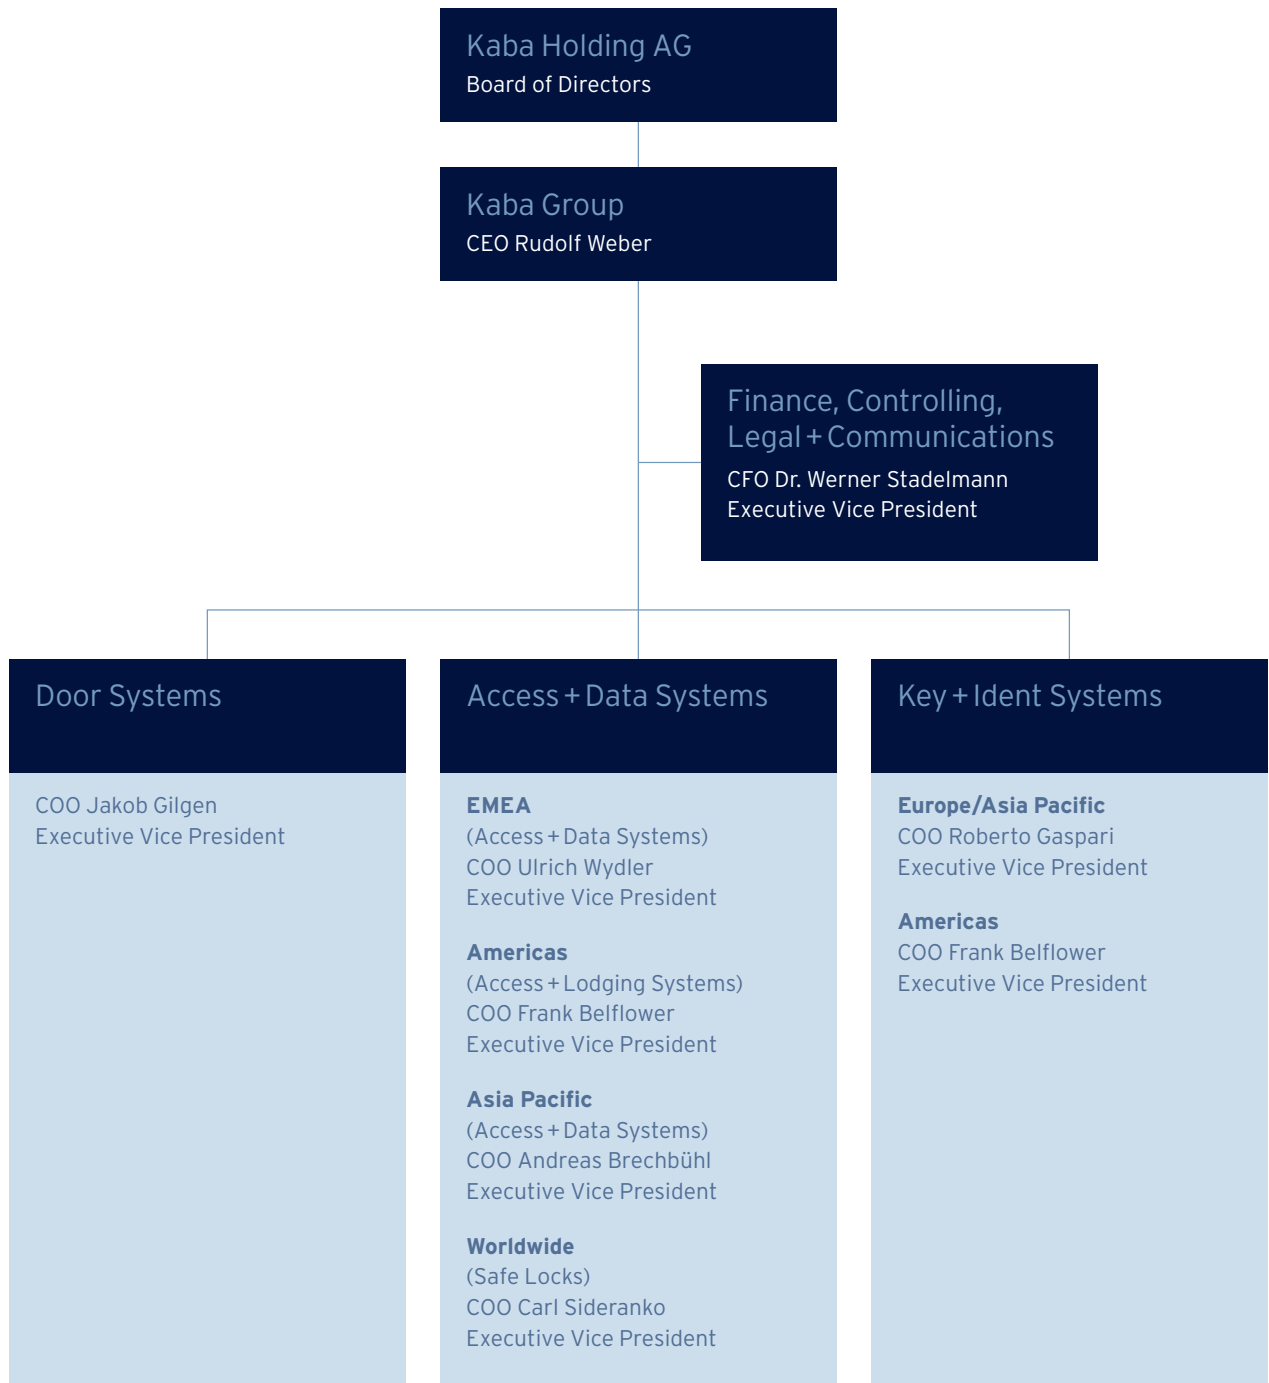 Kaba Holding AG
Board of Directors
Kaba Group
CEO Rudolf Weber
Finance, Controlling,
Legal + Communications
CFO Dr. Werner Stadelmann
Executive Vice President
Door Systems
COO Jakob Gilgen
Executive Vice President
Access + Data Systems
EMEA
(Access + Data Systems)
COO Ulrich Wydler
Executive Vice President
Americas
(Access + Lodging Systems)
COO Frank Belflower
Executive Vice President
Asia Pacific
(Access + Data Systems)
COO Andreas Brechbühl
Executive Vice President
Worldwide
(Safe Locks)
COO Carl Sideranko
Executive Vice President
Key + Ident Systems
Europe/Asia Pacific
COO Roberto Gaspari
Executive Vice President
Americas
COO Frank Belflower
Executive Vice President